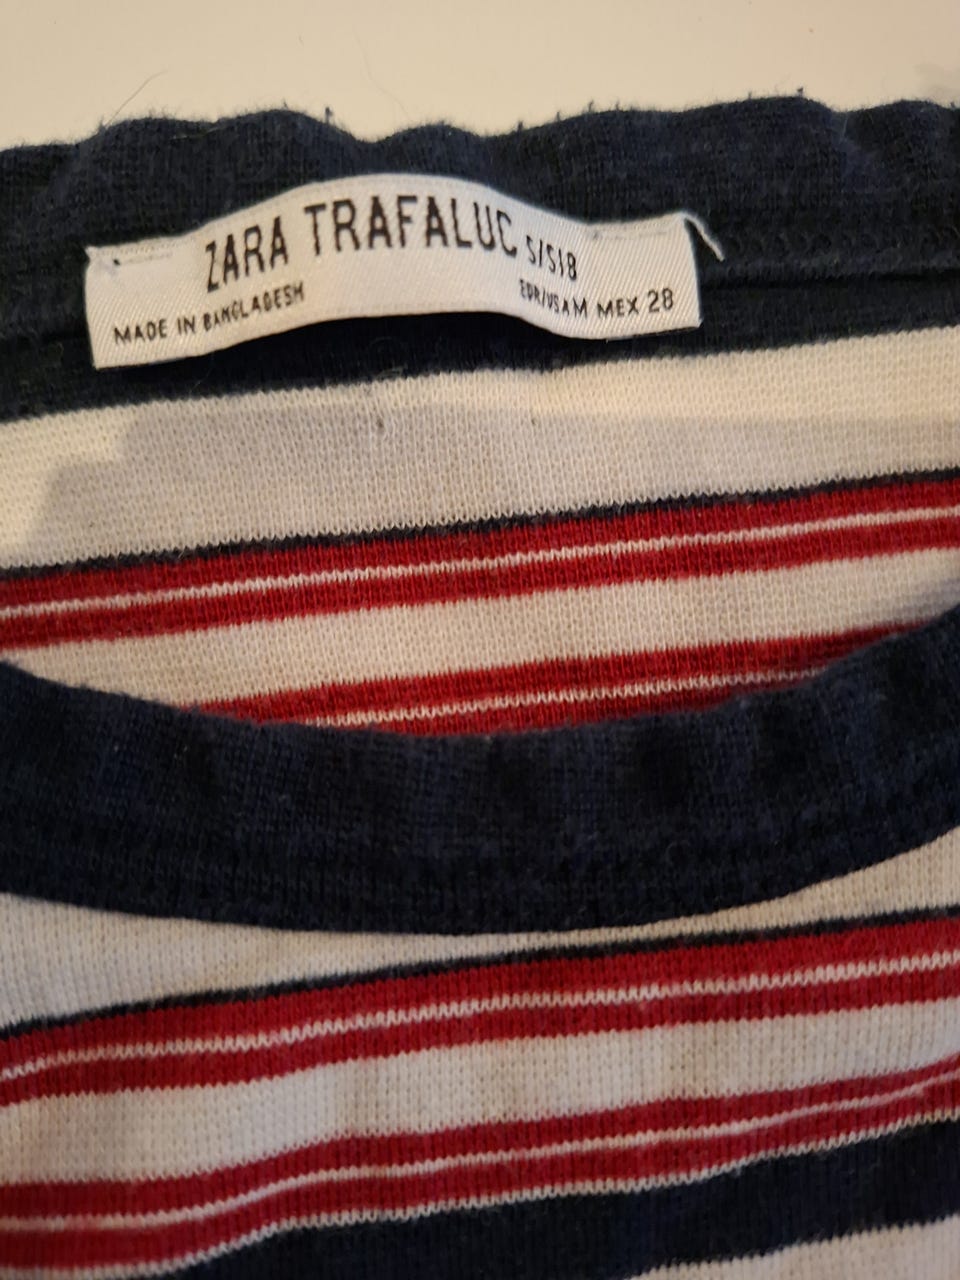 ZARA TRAFALUC S/S18
MADE IN BANGLADESH
EUR/USA M MEX 28